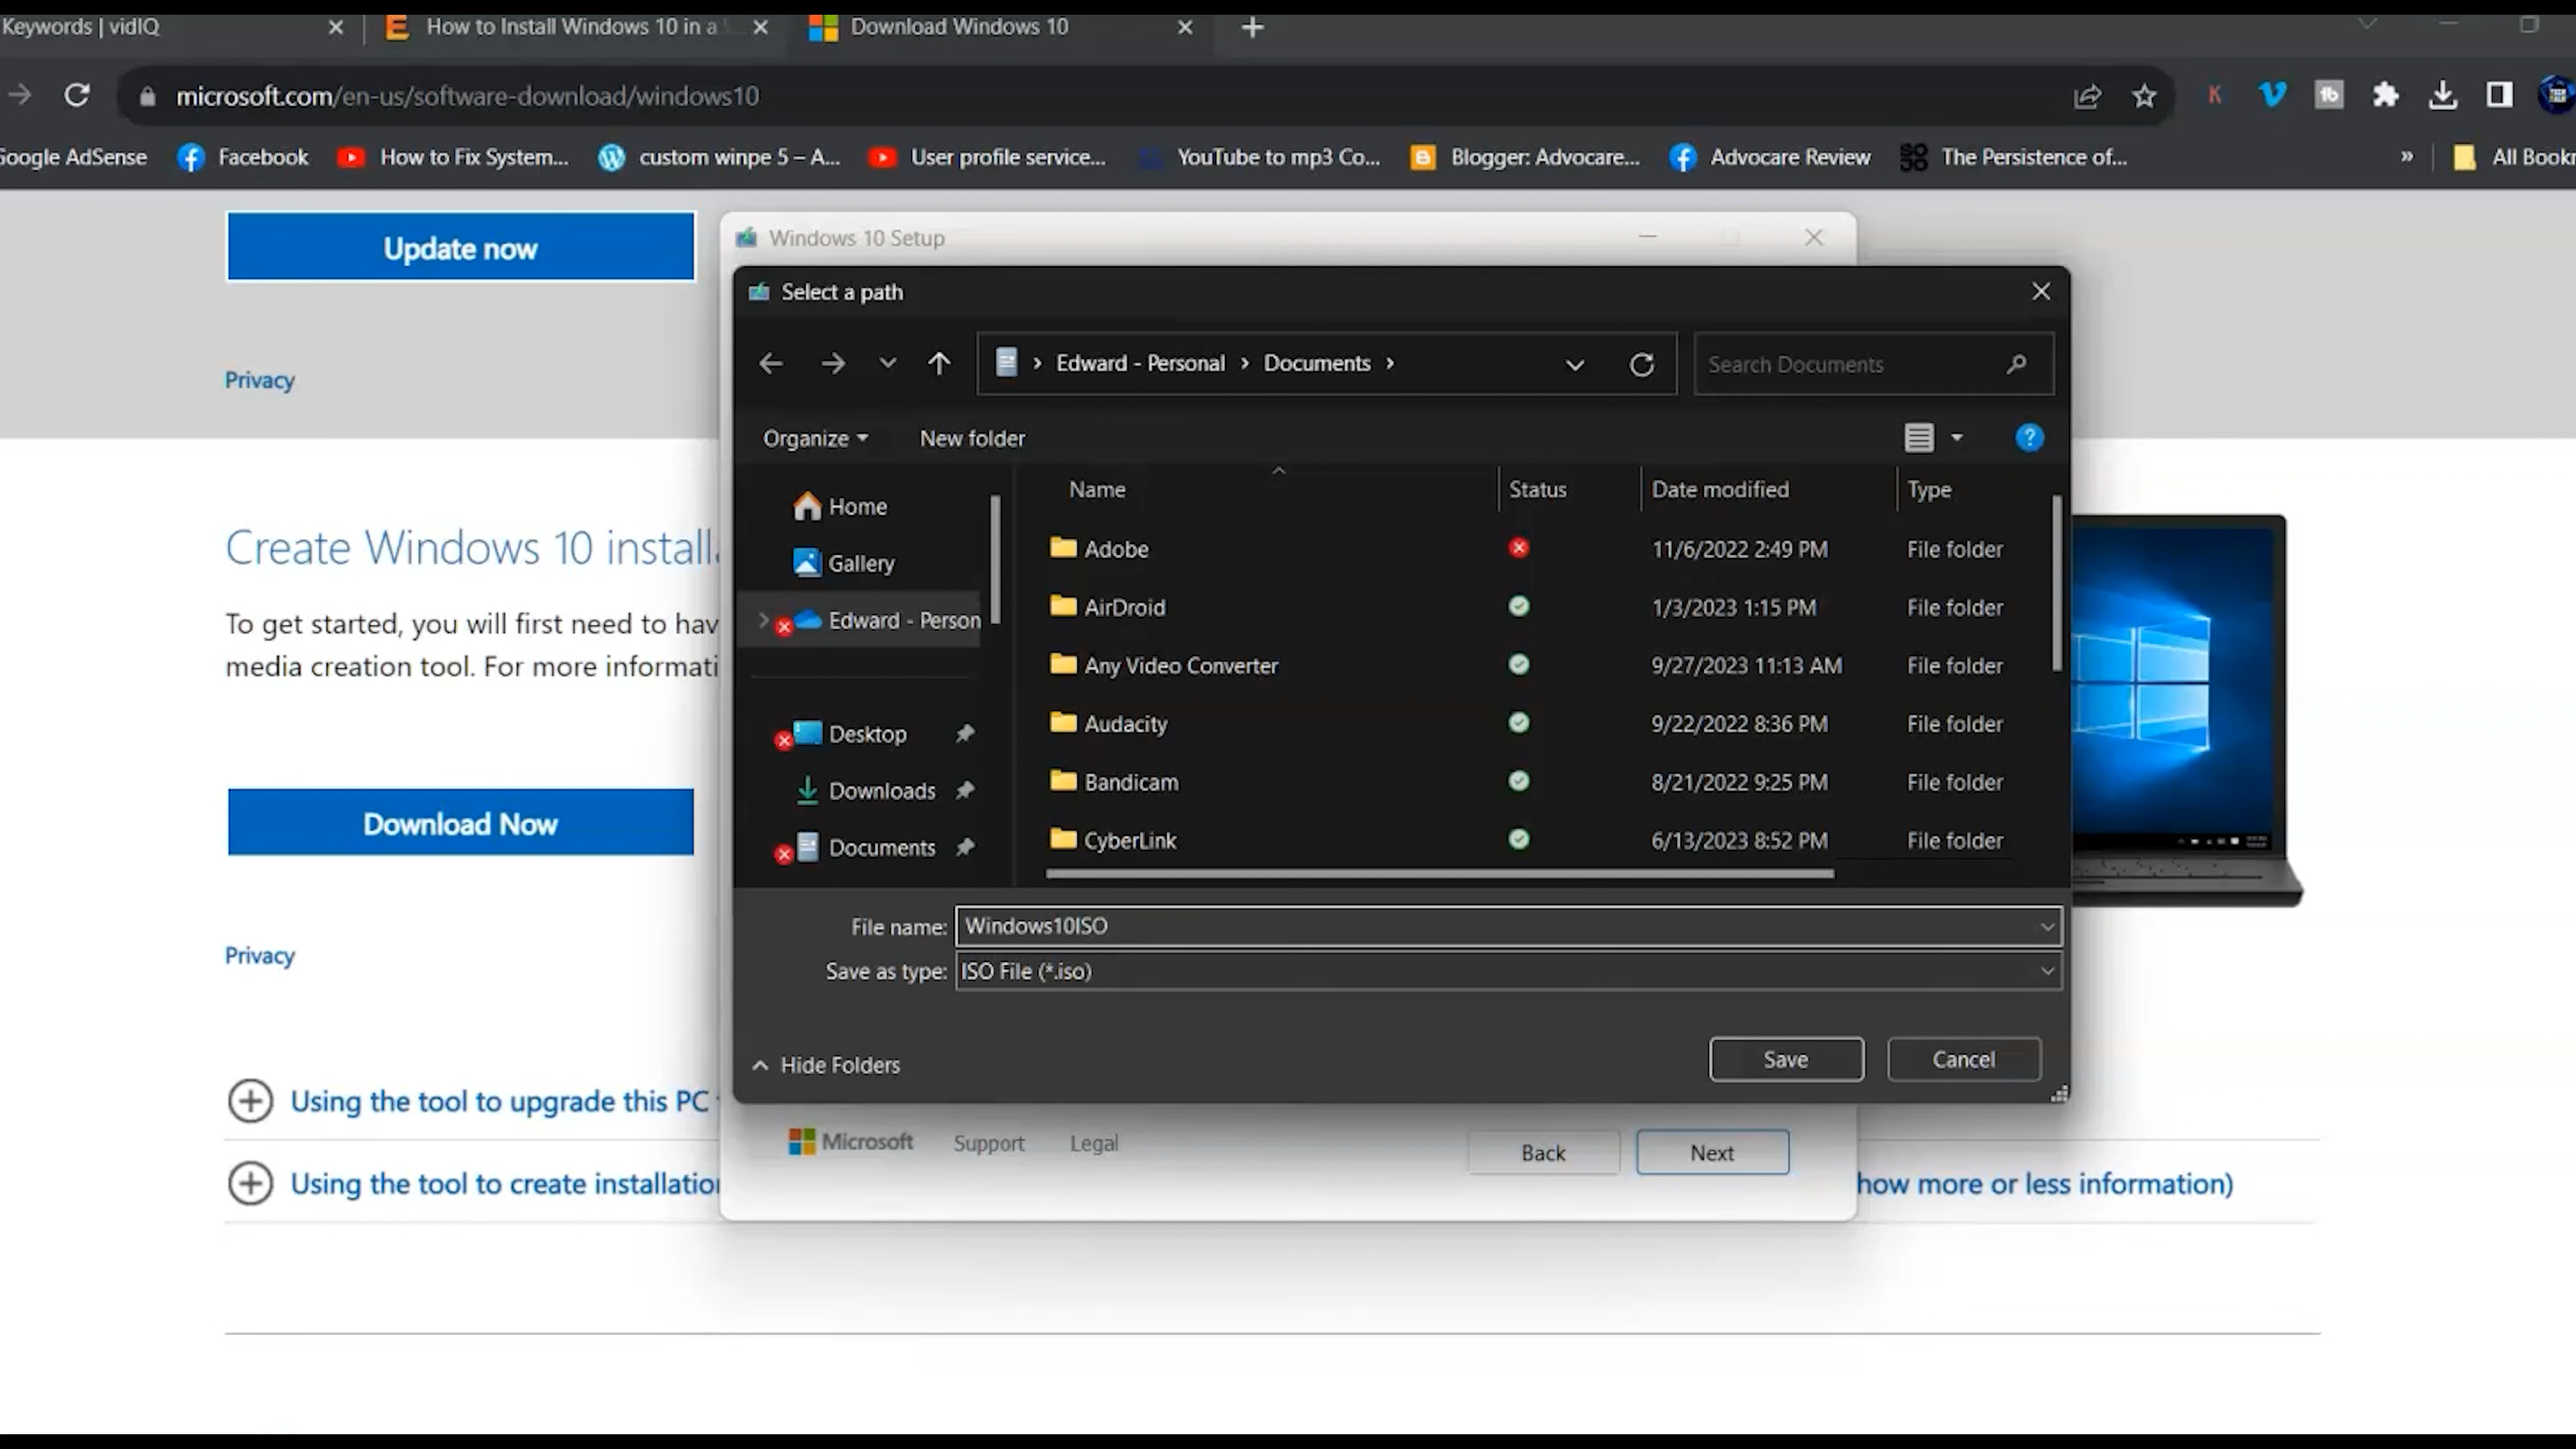 Keywords | vidIQ
How to Install Windows 10 in a
Download Windows 10
microsoft.com/en-us/software-download/windows10
Google AdSense
Facebook
How to Fix System...
custom winpe 5 – A...
User profile service...
YouTube to mp3 Co...
Blogger: Advocare...
Advocare Review
The Persistence of...
»
All Bookm
Update now
Privacy
Create Windows 10 install
To get started, you will first need to hav
media creation tool. For more informati
Download Now
Privacy
Using the tool to upgrade this PC
Using the tool to create installation
how more or less information)
Windows 10 Setup
Select a path
Edward - Personal > Documents >
Search Documents
Organize
New folder
Home
Gallery
Edward - Person
Desktop
Downloads
Documents
Name Status Date modified Type
Adobe 11/6/2022 2:49 PM File folder
AirDroid 1/3/2023 1:15 PM File folder
Any Video Converter 9/27/2023 11:13 AM File folder
Audacity 9/22/2022 8:36 PM File folder
Bandicam 8/21/2022 9:25 PM File folder
CyberLink 6/13/2023 8:52 PM File folder
File name: Windows10ISO
Save as type: ISO File (*.iso)
Hide Folders
Save
Cancel
Microsoft
Support
Legal
Back
Next